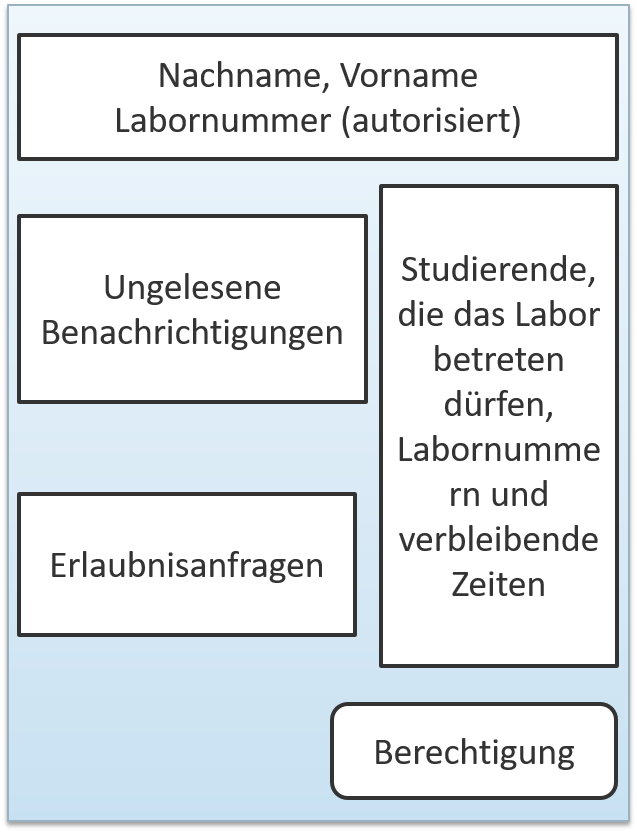 Nachname, Vorname
Labornummer (autorisiert)
Ungelesene
Benachrichtigungen
Studierende,
die das Labor
betreten
dürfen,
Labornumme
rn und
verbleibende
Zeiten
Erlaubnisanfragen
Berechtigung